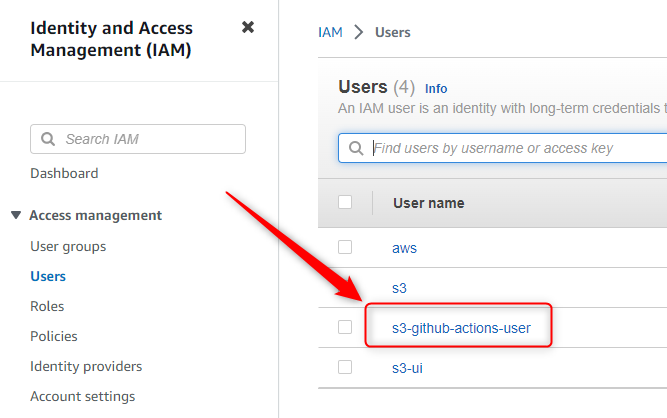 Identity and Access
Management (IAM)
Search IAM
Dashboard
Access management
User groups
Users
Roles
Policies
Identity providers
Account settings
IAM > Users
Users (4) Info
An IAM user is an identity with long-term credentials t
Find users by username or access key
User name
aws
s3
s3-github-actions-user
s3-ui